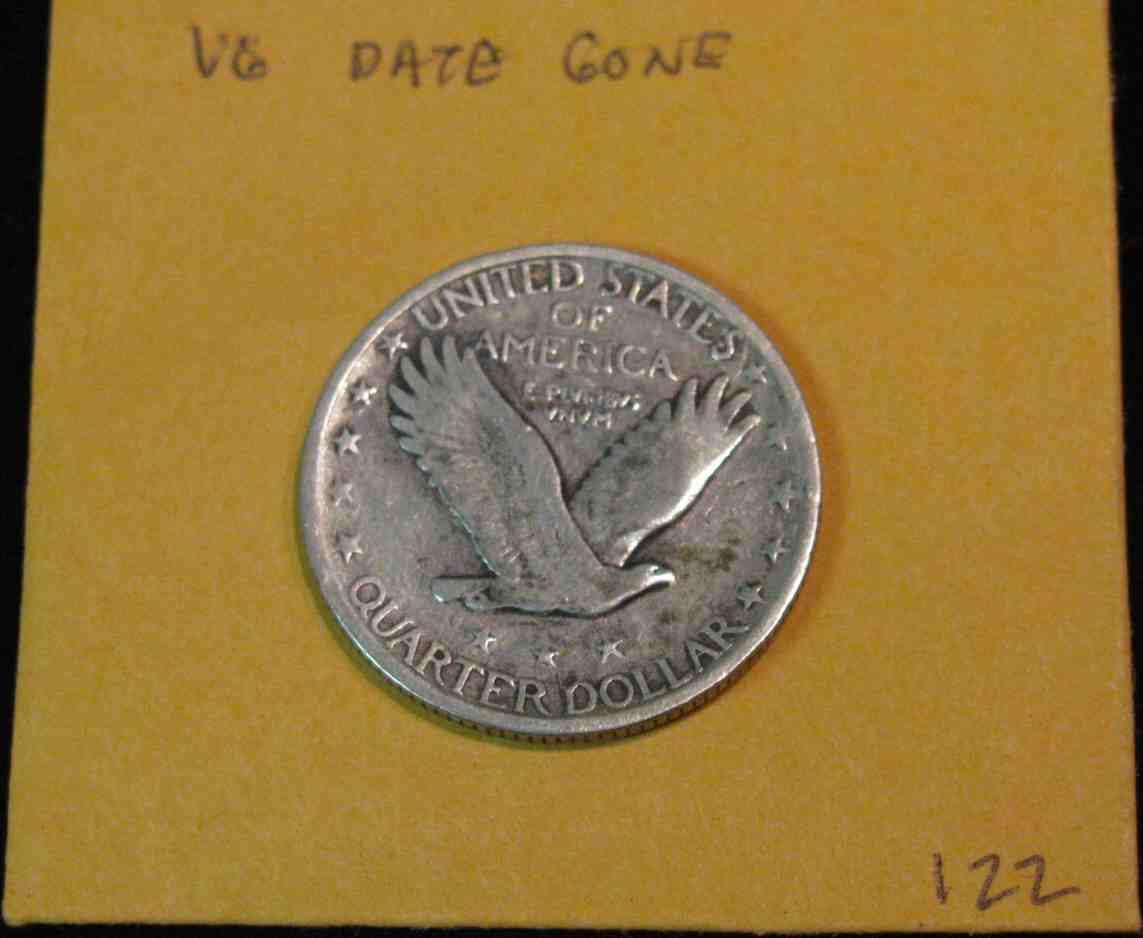 VG DATE GONE
UNITED STATES
OF
AMERICA
E PLURIBUS
UNUM
QUARTER DOLLAR
122